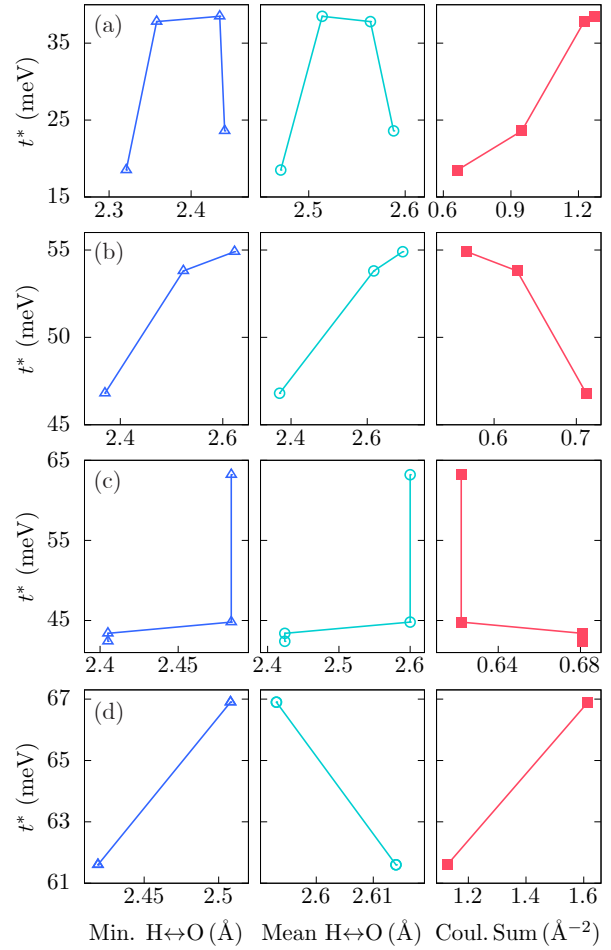 (a)
t* (meV)
35
25
15
2.3 2.4 2.5 2.6 0.6 0.9 1.2
(b)
t* (meV)
55
50
45
2.4 2.6 2.4 2.6 0.6 0.7
(c)
t* (meV)
65
55
45
2.4 2.45 2.4 2.5 2.6 0.64 0.68
(d)
t* (meV)
67
65
63
61
2.45 2.5 2.6 2.61 1.2 1.4 1.6
Min. H↔O (Å) Mean H↔O (Å) Coul. Sum (Å⁻²)